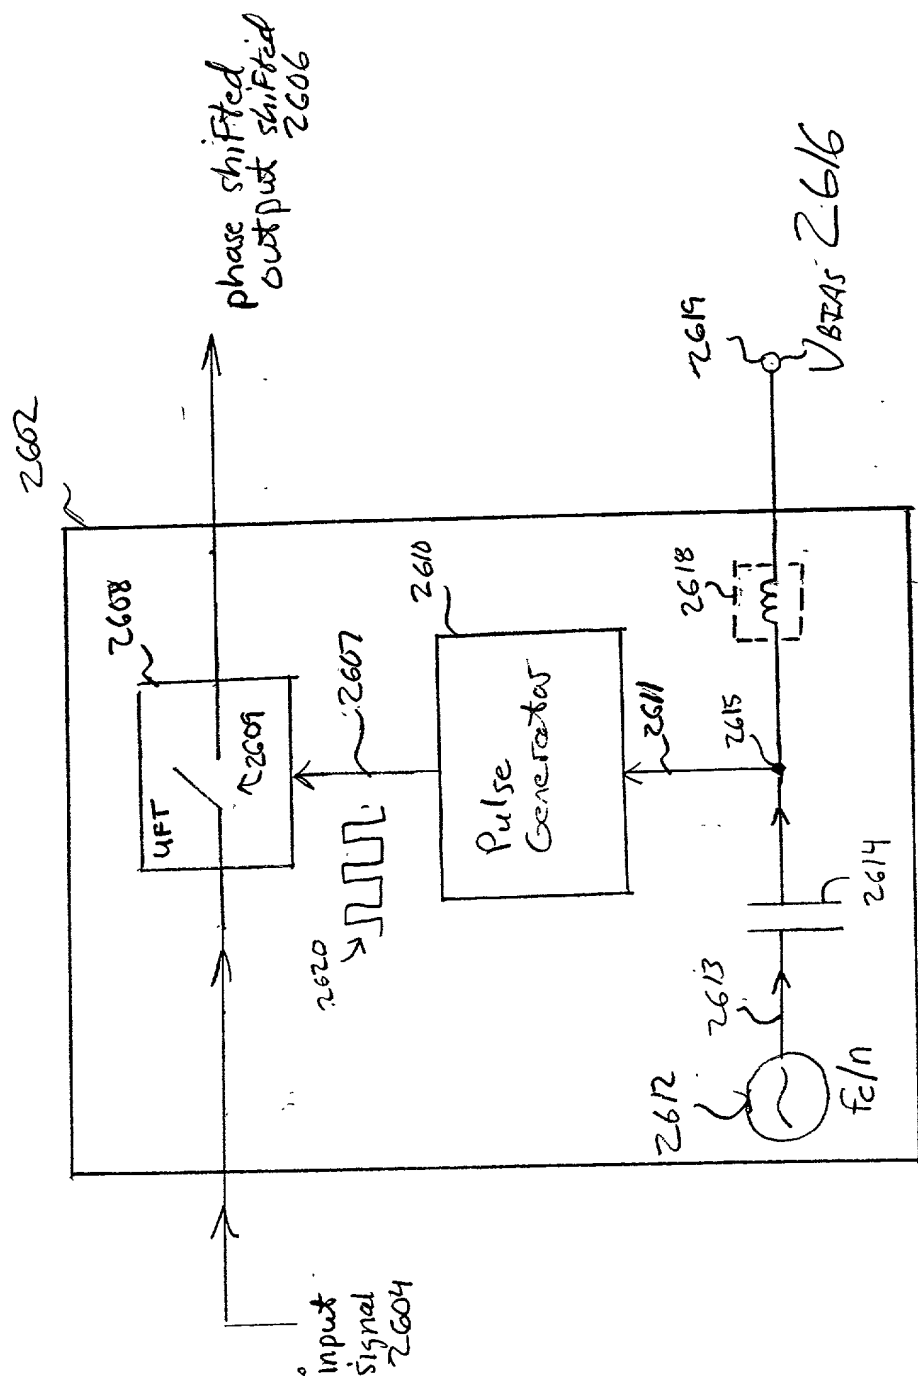 2602
phase shifted
output shifted
2606
2608
UFT
2609
2607
2620
2610
Pulse
Generator
2611
2615
2618
2619
VBIAS 2616
2614
2613
2612
fc/n
input
signal
2604